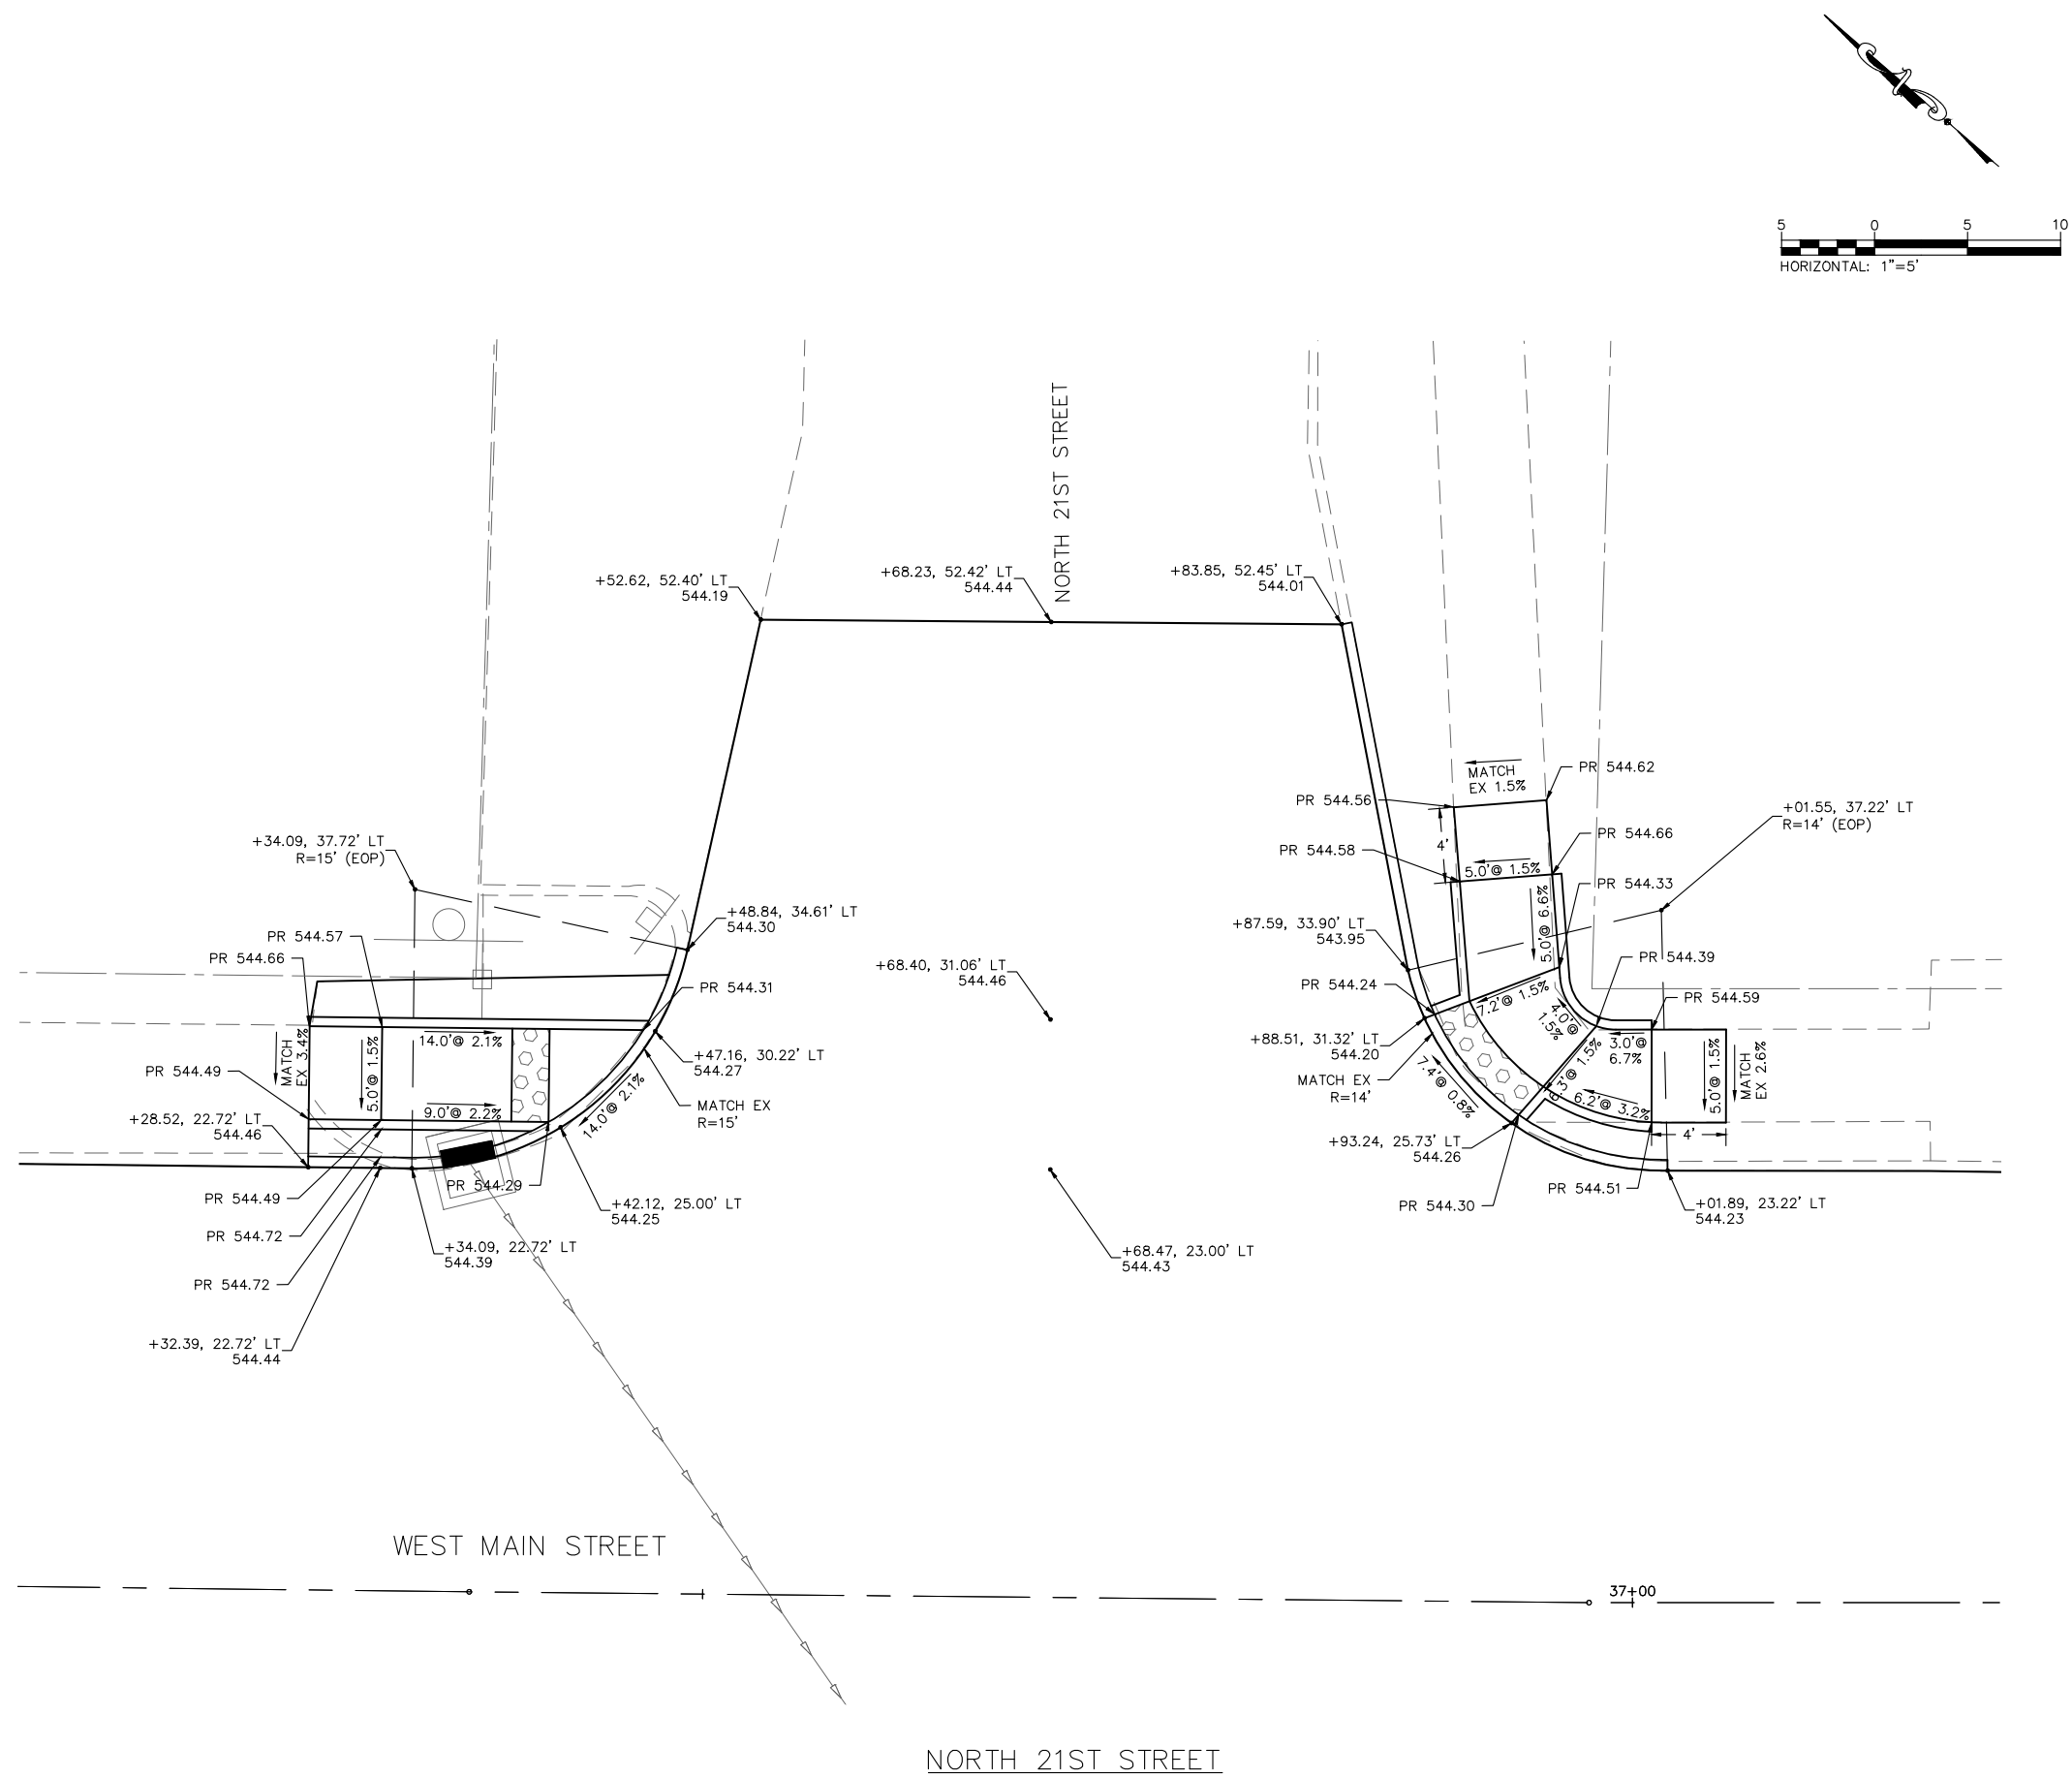 5 0 5 10
HORIZONTAL: 1"=5'
NORTH 21ST STREET
+52.62, 52.40' LT
544.19
+68.23, 52.42' LT
544.44
+83.85, 52.45' LT
544.01
MATCH
EX 1.5%
PR 544.62
PR 544.56
+01.55, 37.22' LT
R=14' (EOP)
PR 544.66
4'
PR 544.58
5.0'@ 1.5%
+34.09, 37.72' LT
R=15' (EOP)
PR 544.33
5.0'@ 6.6%
+48.84, 34.61' LT
544.30
+87.59, 33.90' LT
543.95
PR 544.57
PR 544.66
PR 544.39
+68.40, 31.06' LT
544.46
PR 544.31
PR 544.24
7.2'@ 1.5%
4.0'@
1.5%
PR 544.59
MATCH
EX 3.4%
5.0'@ 1.5%
14.0'@ 2.1%
+47.16, 30.22' LT
544.27
+88.51, 31.32' LT
544.20
3.0'@
6.7%
5.0'@ 1.5%
MATCH
EX 2.6%
PR 544.49
14.0'@ 2.1%
MATCH EX
R=15'
MATCH EX
R=14'
7.4'@ 0.8%
6.3'@ 1.5%
9.0'@ 2.2%
6.2'@ 3.2%
+28.52, 22.72' LT
544.46
+93.24, 25.73' LT
544.26
4'
PR 544.49
PR 544.29
+42.12, 25.00' LT
544.25
PR 544.30
PR 544.51
+01.89, 23.22' LT
544.23
PR 544.72
+34.09, 22.72' LT
544.39
+68.47, 23.00' LT
544.43
PR 544.72
+32.39, 22.72' LT
544.44
WEST MAIN STREET
37+00
NORTH 21ST STREET